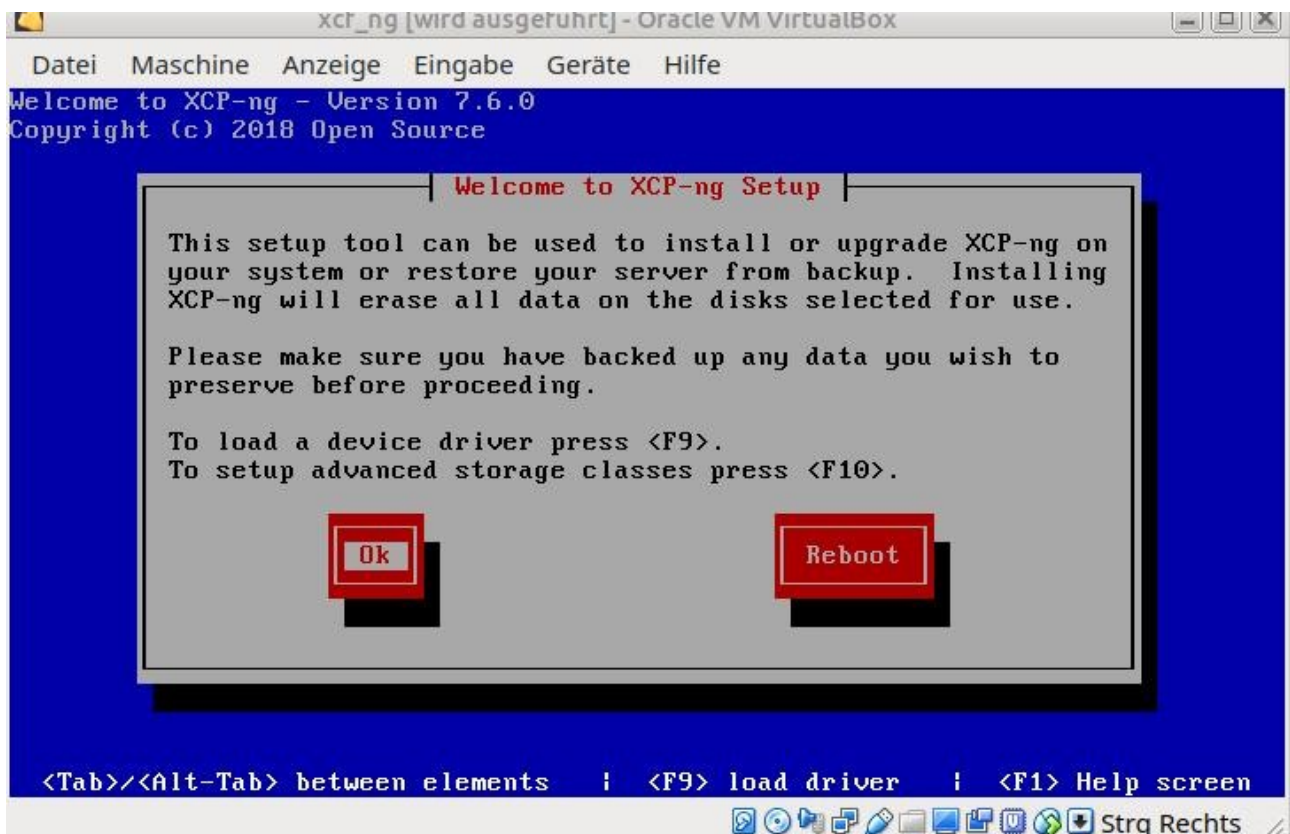 xcf_ng [wird ausgeführt] - Oracle VM VirtualBox
Datei Maschine Anzeige Eingabe Geräte Hilfe
Welcome to XCP-ng - Version 7.6.0
Copyright (c) 2018 Open Source
Welcome to XCP-ng Setup
This setup tool can be used to install or upgrade XCP-ng on
your system or restore your server from backup.  Installing
XCP-ng will erase all data on the disks selected for use.
Please make sure you have backed up any data you wish to
preserve before proceeding.
To load a device driver press <F9>.
To setup advanced storage classes press <F10>.
Ok Reboot
<Tab>/<Alt-Tab> between elements | <F9> load driver | <F1> Help screen
Strg Rechts